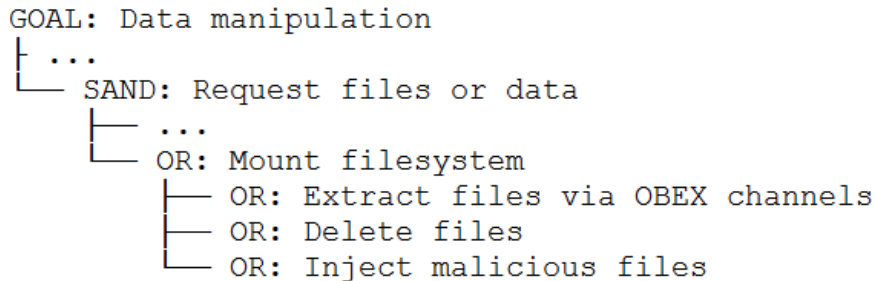 GOAL: Data manipulation
├ ...
└── SAND: Request files or data
    ├── ...
    └── OR: Mount filesystem
        ├── OR: Extract files via OBEX channels
        ├── OR: Delete files
        └── OR: Inject malicious files